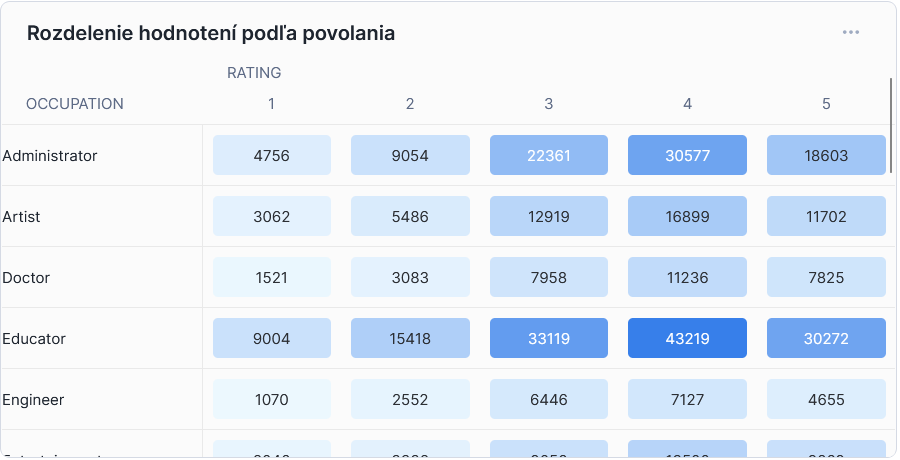 Rozdelenie hodnotení podľa povolania
RATING
OCCUPATION 1 2 3 4 5
Administrator 4756 9054 22361 30577 18603
Artist 3062 5486 12919 16899 11702
Doctor 1521 3083 7958 11236 7825
Educator 9004 15418 33119 43219 30272
Engineer 1070 2552 6446 7127 4655